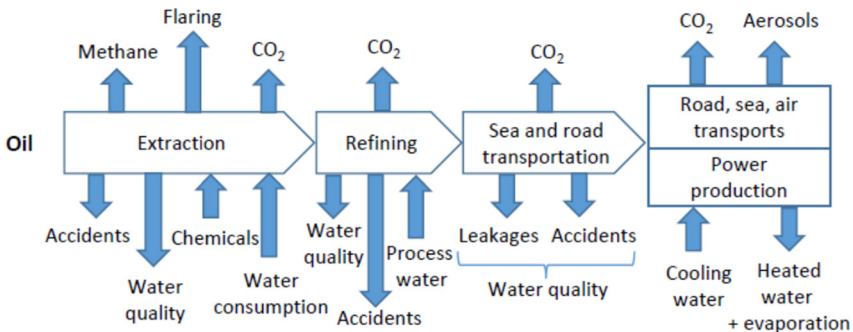 Flaring
Methane
CO₂
CO₂
CO₂
CO₂
Aerosols
Oil
Extraction
Refining
Sea and road
transportation
Road, sea, air
transports
Power
production
Accidents
Water
quality
Chemicals
Water
consumption
Water
quality
Accidents
Process
water
Leakages
Accidents
Water quality
Cooling
water
Heated
water
+ evaporation